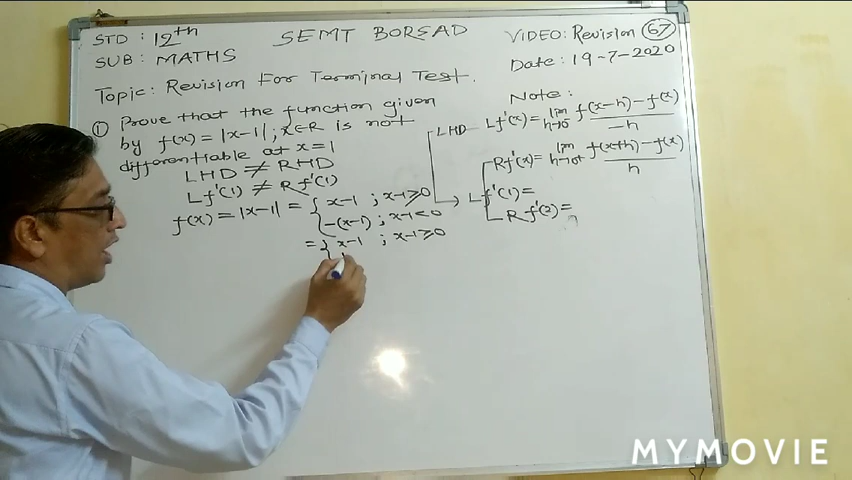 STD : 12th
SUB : MATHS
SEMT BOREAD
VIDEO: Revision 67
Date: 19-7-2020
Topic: Revision For Terminal Test.
① Prove that the function given
by f(x) = |x-1| ; x∈R is not
differentiable at x=1
LHD ≠ RHD
Lf'(1) ≠ Rf'(1)
f(x) = |x-1| = { x-1 ; x-1≥0
-(x-1) ; x-1<0
= { x-1 ; x-1≥0
Note:
LHD Lf'(x) = lim h→0- f(x-h)-f(x) / -h
Rf'(x) = lim h→0+ f(x+h)-f(x) / h
Lf'(1) =
Rf'(2) =
MYMOVIE